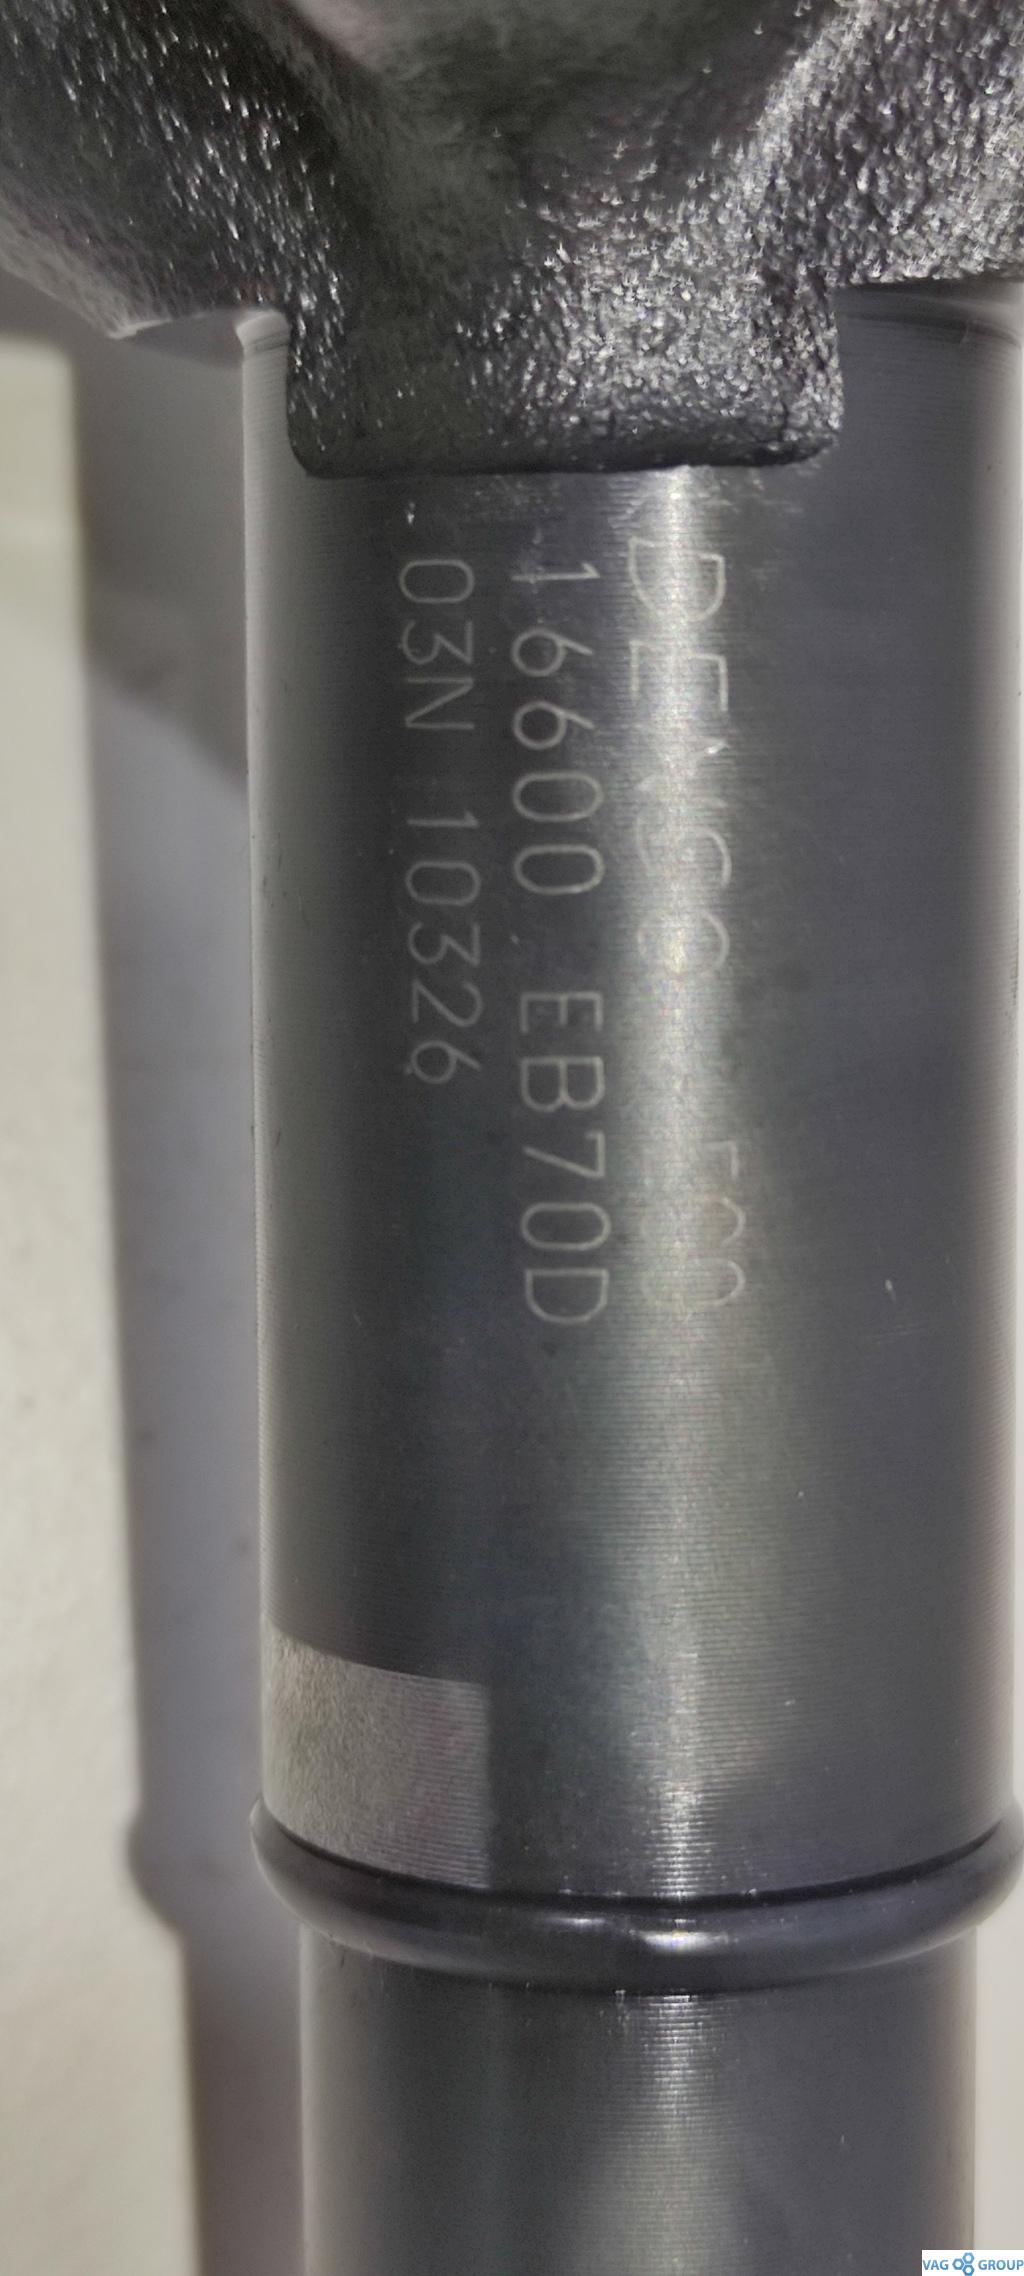 DENSO
16600 EB70D
03N 10326
VAG GROUP